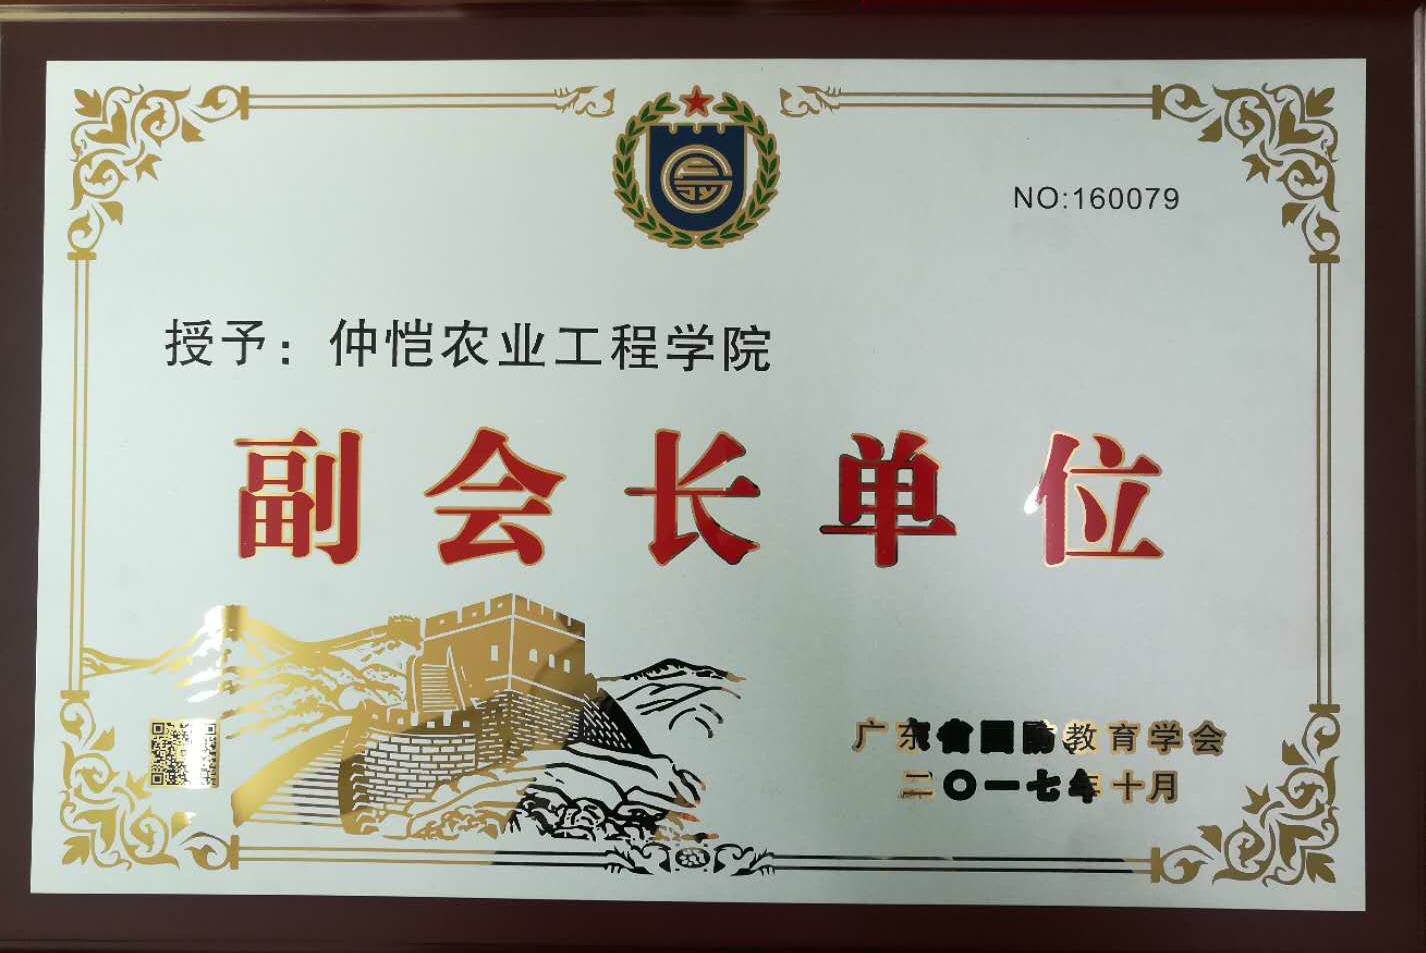 NO:160079
授予：仲恺农业工程学院
副会长单位
广东省国防教育学会
二〇一七年十月